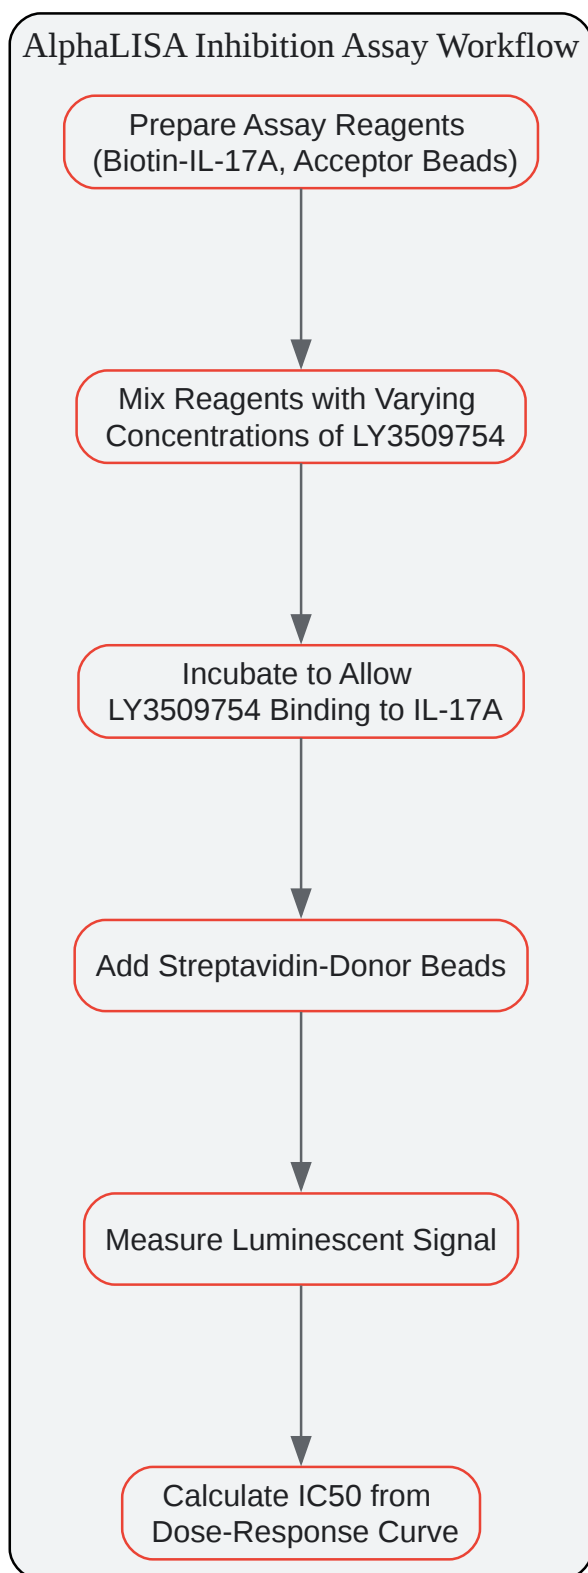 AlphaLISA Inhibition Assay Workflow
Prepare Assay Reagents
(Biotin-IL-17A, Acceptor Beads)
Mix Reagents with Varying
Concentrations of LY3509754
Incubate to Allow
LY3509754 Binding to IL-17A
Add Streptavidin-Donor Beads
Measure Luminescent Signal
Calculate IC50 from
Dose-Response Curve